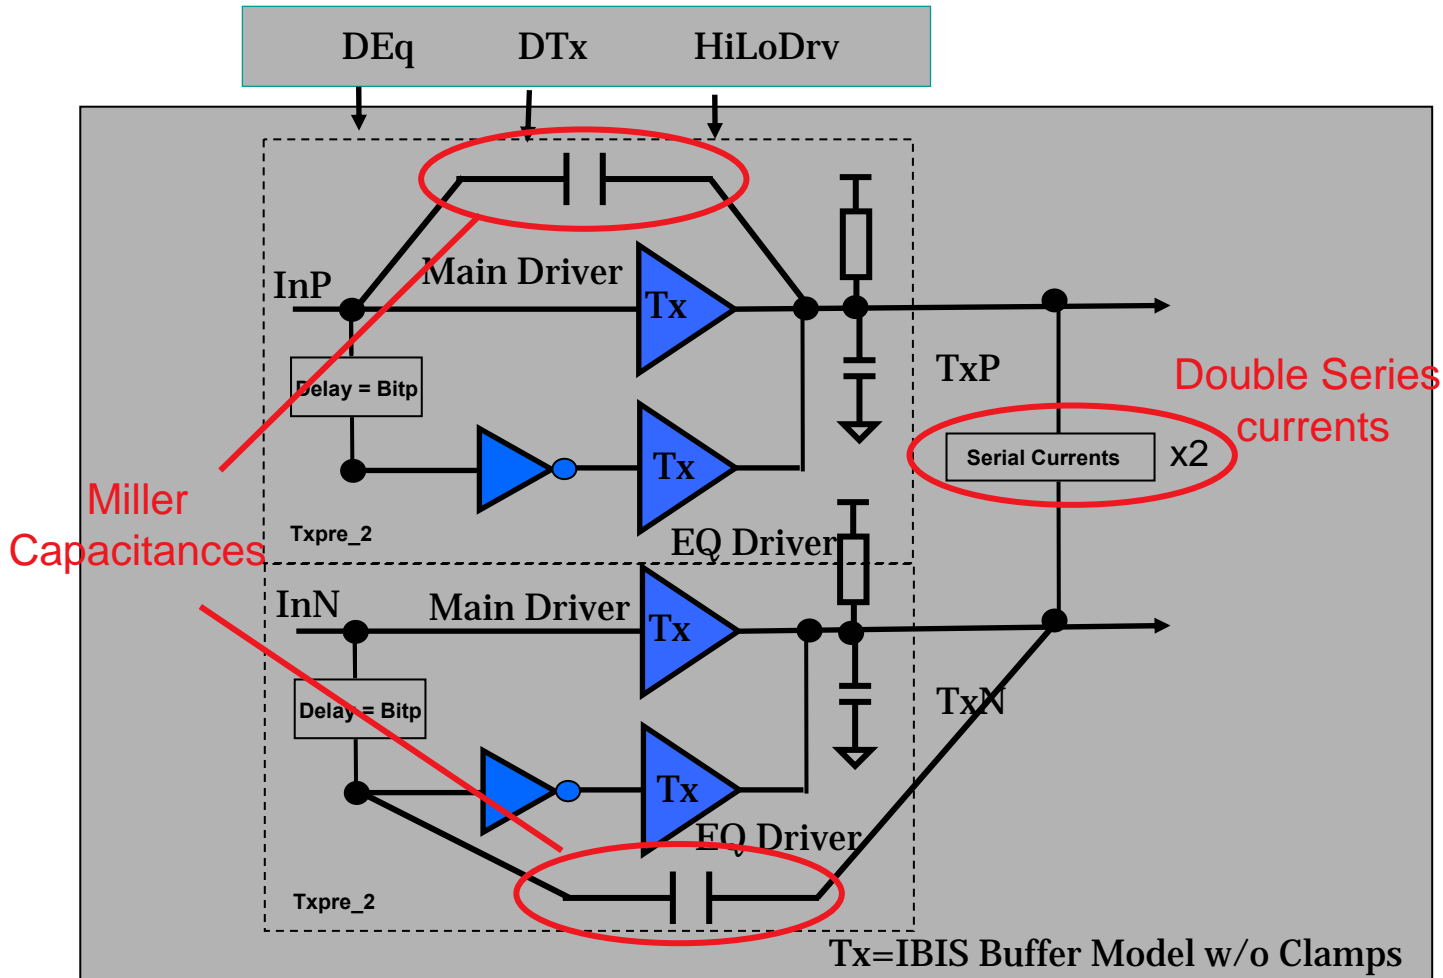 DEq DTx HiLoDrv
InP
Main Driver
Tx
Delay = Bitp
TxP
Double Series
currents
Serial Currents
x2
Tx
Miller
Capacitances
Txpre_2
EQ Driver
InN
Main Driver
Tx
Delay = Bitp
TxN
Tx
EQ Driver
Txpre_2
Tx=IBIS Buffer Model w/o Clamps